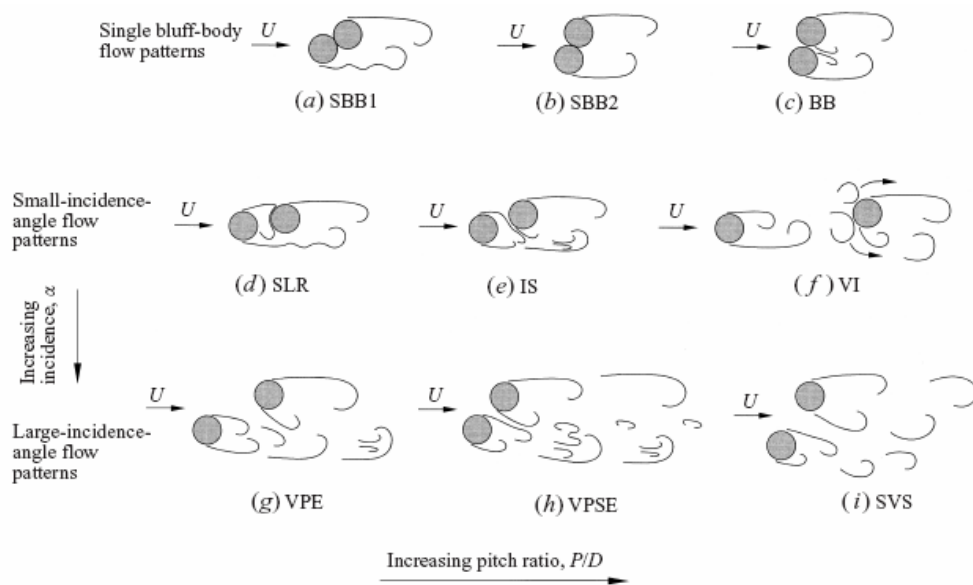 Single bluff-body
flow patterns
U
U
U
(a) SBB1
(b) SBB2
(c) BB
Small-incidence-
angle flow
patterns
U
U
U
(d) SLR
(e) IS
(f) VI
Increasing
incidence, α
U
U
U
Large-incidence-
angle flow
patterns
(g) VPE
(h) VPSE
(i) SVS
Increasing pitch ratio, P/D